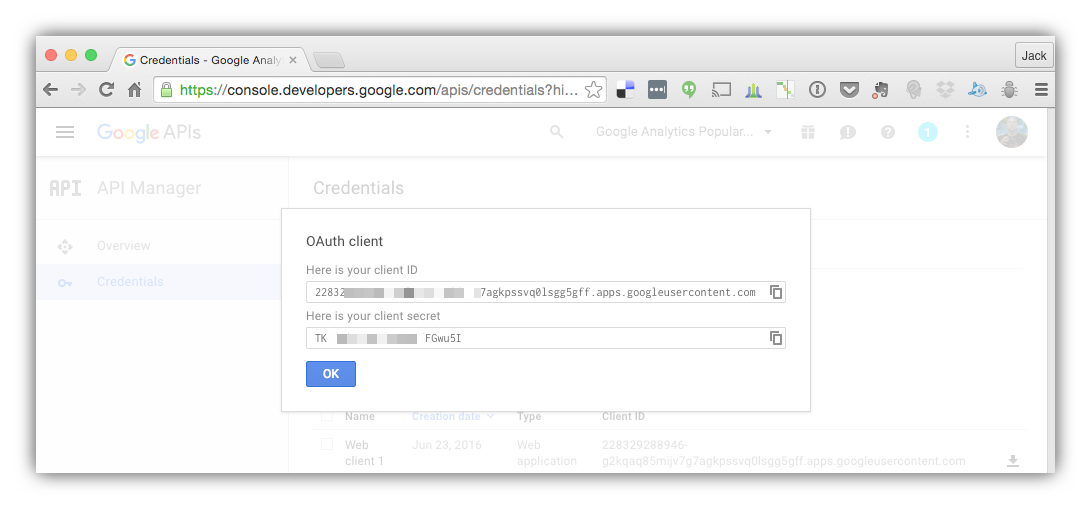 Credentials - Google Analy
Jack
https://console.developers.google.com/apis/credentials?hi...
Google APIs
Google Analytics Popular...
1
API API Manager
Credentials
Overview
Credentials
OAuth client
Here is your client ID
22832 7agkpssvq0lsgg5gff.apps.googleusercontent.com
Here is your client secret
TK FGwu5I
OK
Name Creation date Type Client ID
Web Jun 23, 2016 Web 228329288946-
client 1 application g2kqaq85mijv7g7agkpssvq0lsgg5gff.apps.googleusercontent.com